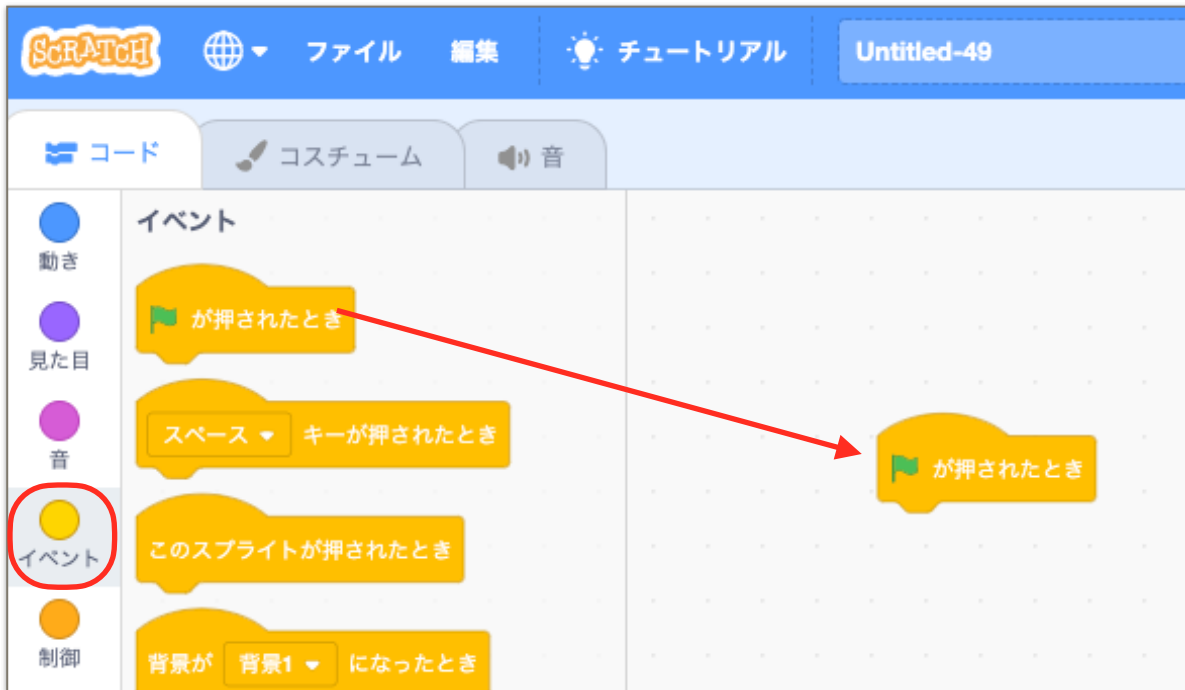 SCRATCH ファイル 編集 チュートリアル Untitled-49
コード コスチューム 音
動き
見た目
音
イベント
制御
イベント
が押されたとき
スペース キーが押されたとき
このスプライトが押されたとき
背景が 背景1 になったとき
が押されたとき